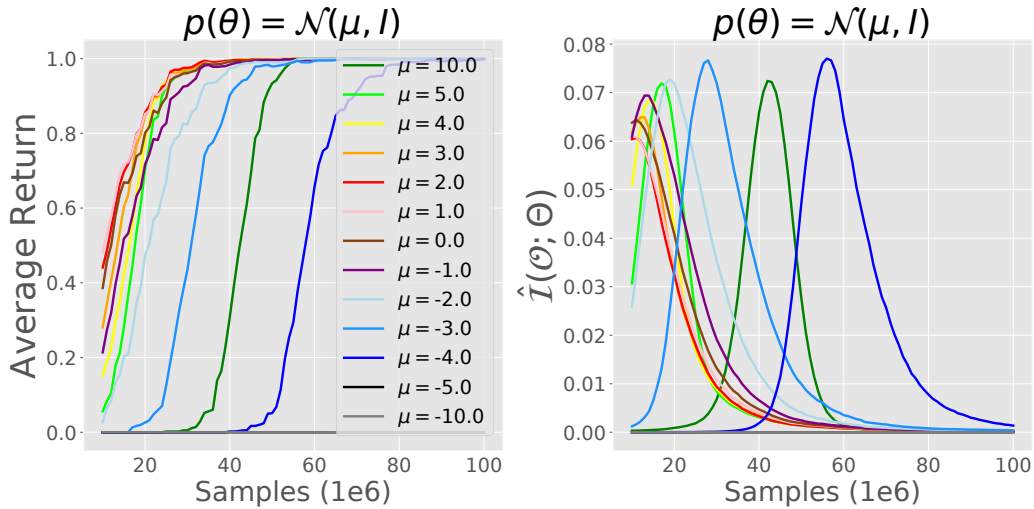 p(θ) = 𝒩(μ, I)
Average Return
1.0
0.8
0.6
0.4
0.2
0.0
20
40
60
80
100
Samples (1e6)
μ = 10.0
μ = 5.0
μ = 4.0
μ = 3.0
μ = 2.0
μ = 1.0
μ = 0.0
μ = -1.0
μ = -2.0
μ = -3.0
μ = -4.0
μ = -5.0
μ = -10.0
p(θ) = 𝒩(μ, I)
Î(𝒪; Θ)
0.08
0.07
0.06
0.05
0.04
0.03
0.02
0.01
0.00
20
40
60
80
100
Samples (1e6)